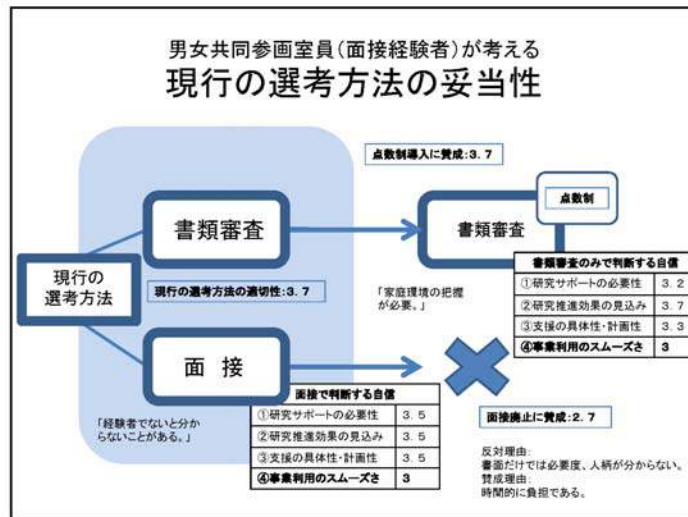 男女共同参画室員(面接経験者)が考える
現行の選考方法の妥当性
点数制導入に賛成:3.7
点数制
書類審査
書類審査
現行の
選考方法
現行の選考方法の適切性:3.7
「家庭環境の把握
が必要。」
書類審査のみで判断する自信
①研究サポートの必要性 3.2
②研究推進効果の見込み 3.7
③支援の具体性・計画性 3.3
④事業利用のスムーズさ 3
面 接
「経験者でないと分か
らないことがある。」
面接で判断する自信
①研究サポートの必要性 3.5
②研究推進効果の見込み 3.5
③支援の具体性・計画性 3.5
④事業利用のスムーズさ 3
面接廃止に賛成:2.7
反対理由:
書面だけでは必要度、人柄が分からない。
賛成理由:
時間的に負担である。